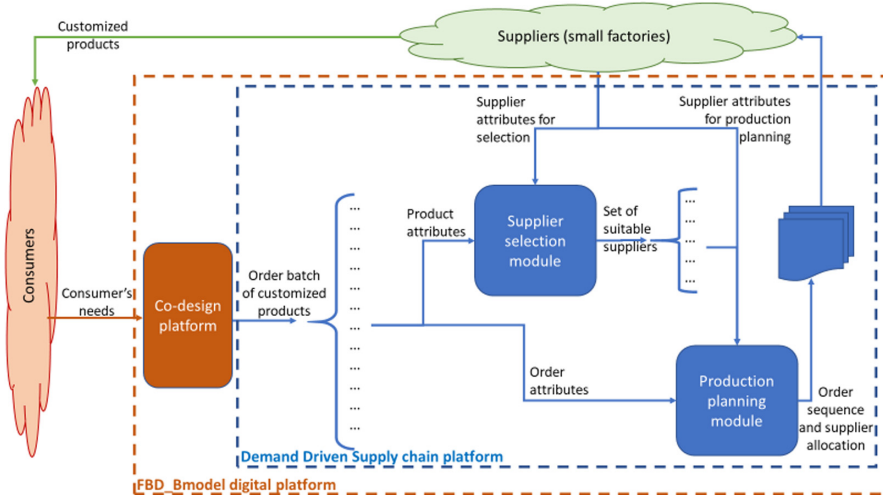 Customized
products
Suppliers (small factories)
Supplier
attributes for
selection
Supplier attributes
for production
planning
Consumers
Consumer's
needs
Co-design
platform
Order batch
of customized
products
...
...
...
...
...
...
...
...
...
...
...
...
Product
attributes
Supplier
selection
module
Set of
suitable
suppliers
...
...
...
...
...
Order
attributes
Production
planning
module
Order
sequence
and supplier
allocation
Demand Driven Supply chain platform
FBD_Bmodel digital platform